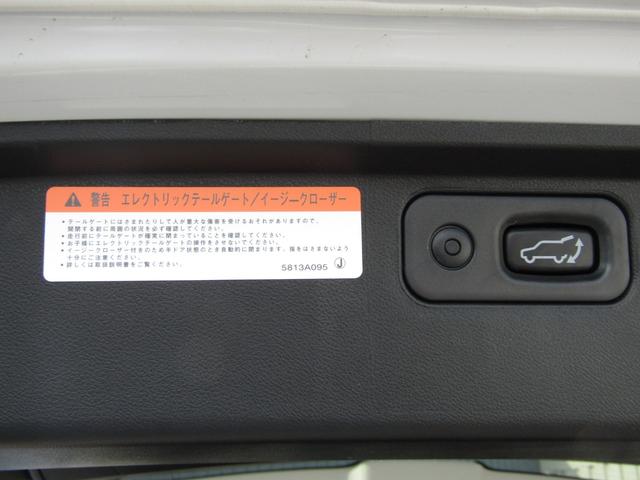 警告 エレクトリックテールゲート/イージークローザー
・テールゲートにはさまれたりして人が重大な傷害を受けるおそれがありますので、
開閉する前に周囲の状況を必ず確認してください。
・走行前にテールゲートが確実に閉まっていることを確認してください。
・お子様にエレクトリックテールゲートの操作をさせないでください。
・イージークローザー付きのため半ドア状態のとき自動的に閉まります。指をはさまないよう
十分にご注意ください。
・詳しくは取扱説明書をご覧ください。
5813A095 Ⓙ